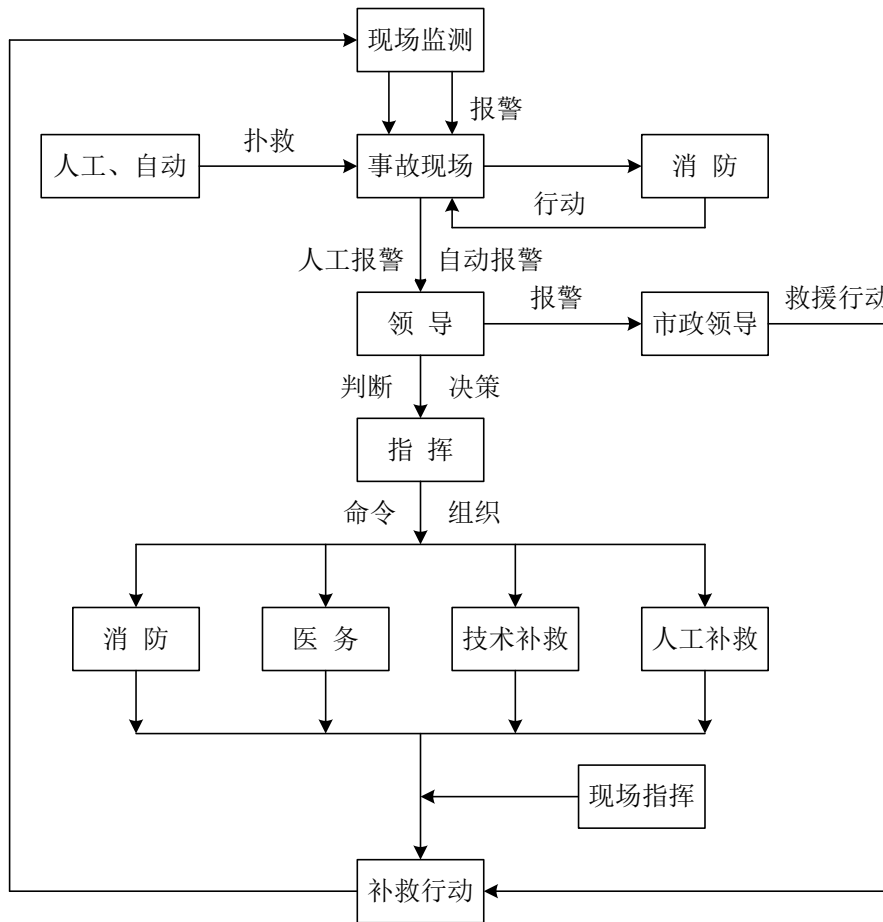 现场监测
报警
扑救
人工、自动
事故现场
消 防
行动
人工报警 自动报警
报警
救援行动
领 导
市政领导
判断 决策
指 挥
命令 组织
消 防
医 务
技术补救
人工补救
现场指挥
补救行动